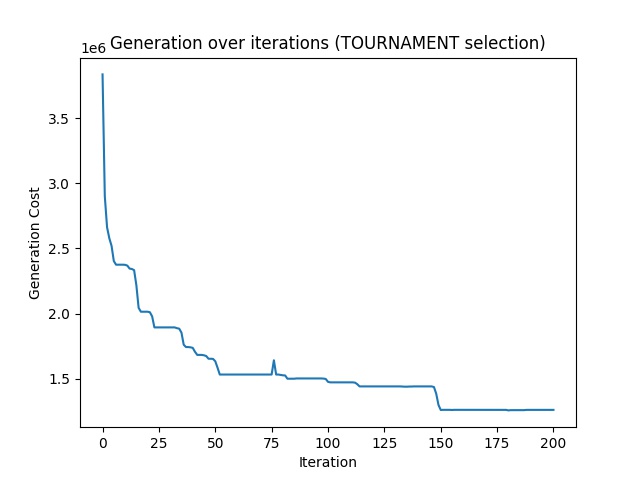 Generation over iterations (TOURNAMENT selection)
1e6
3.5
3.0
2.5
2.0
1.5
Generation Cost
0 25 50 75 100 125 150 175 200
Iteration